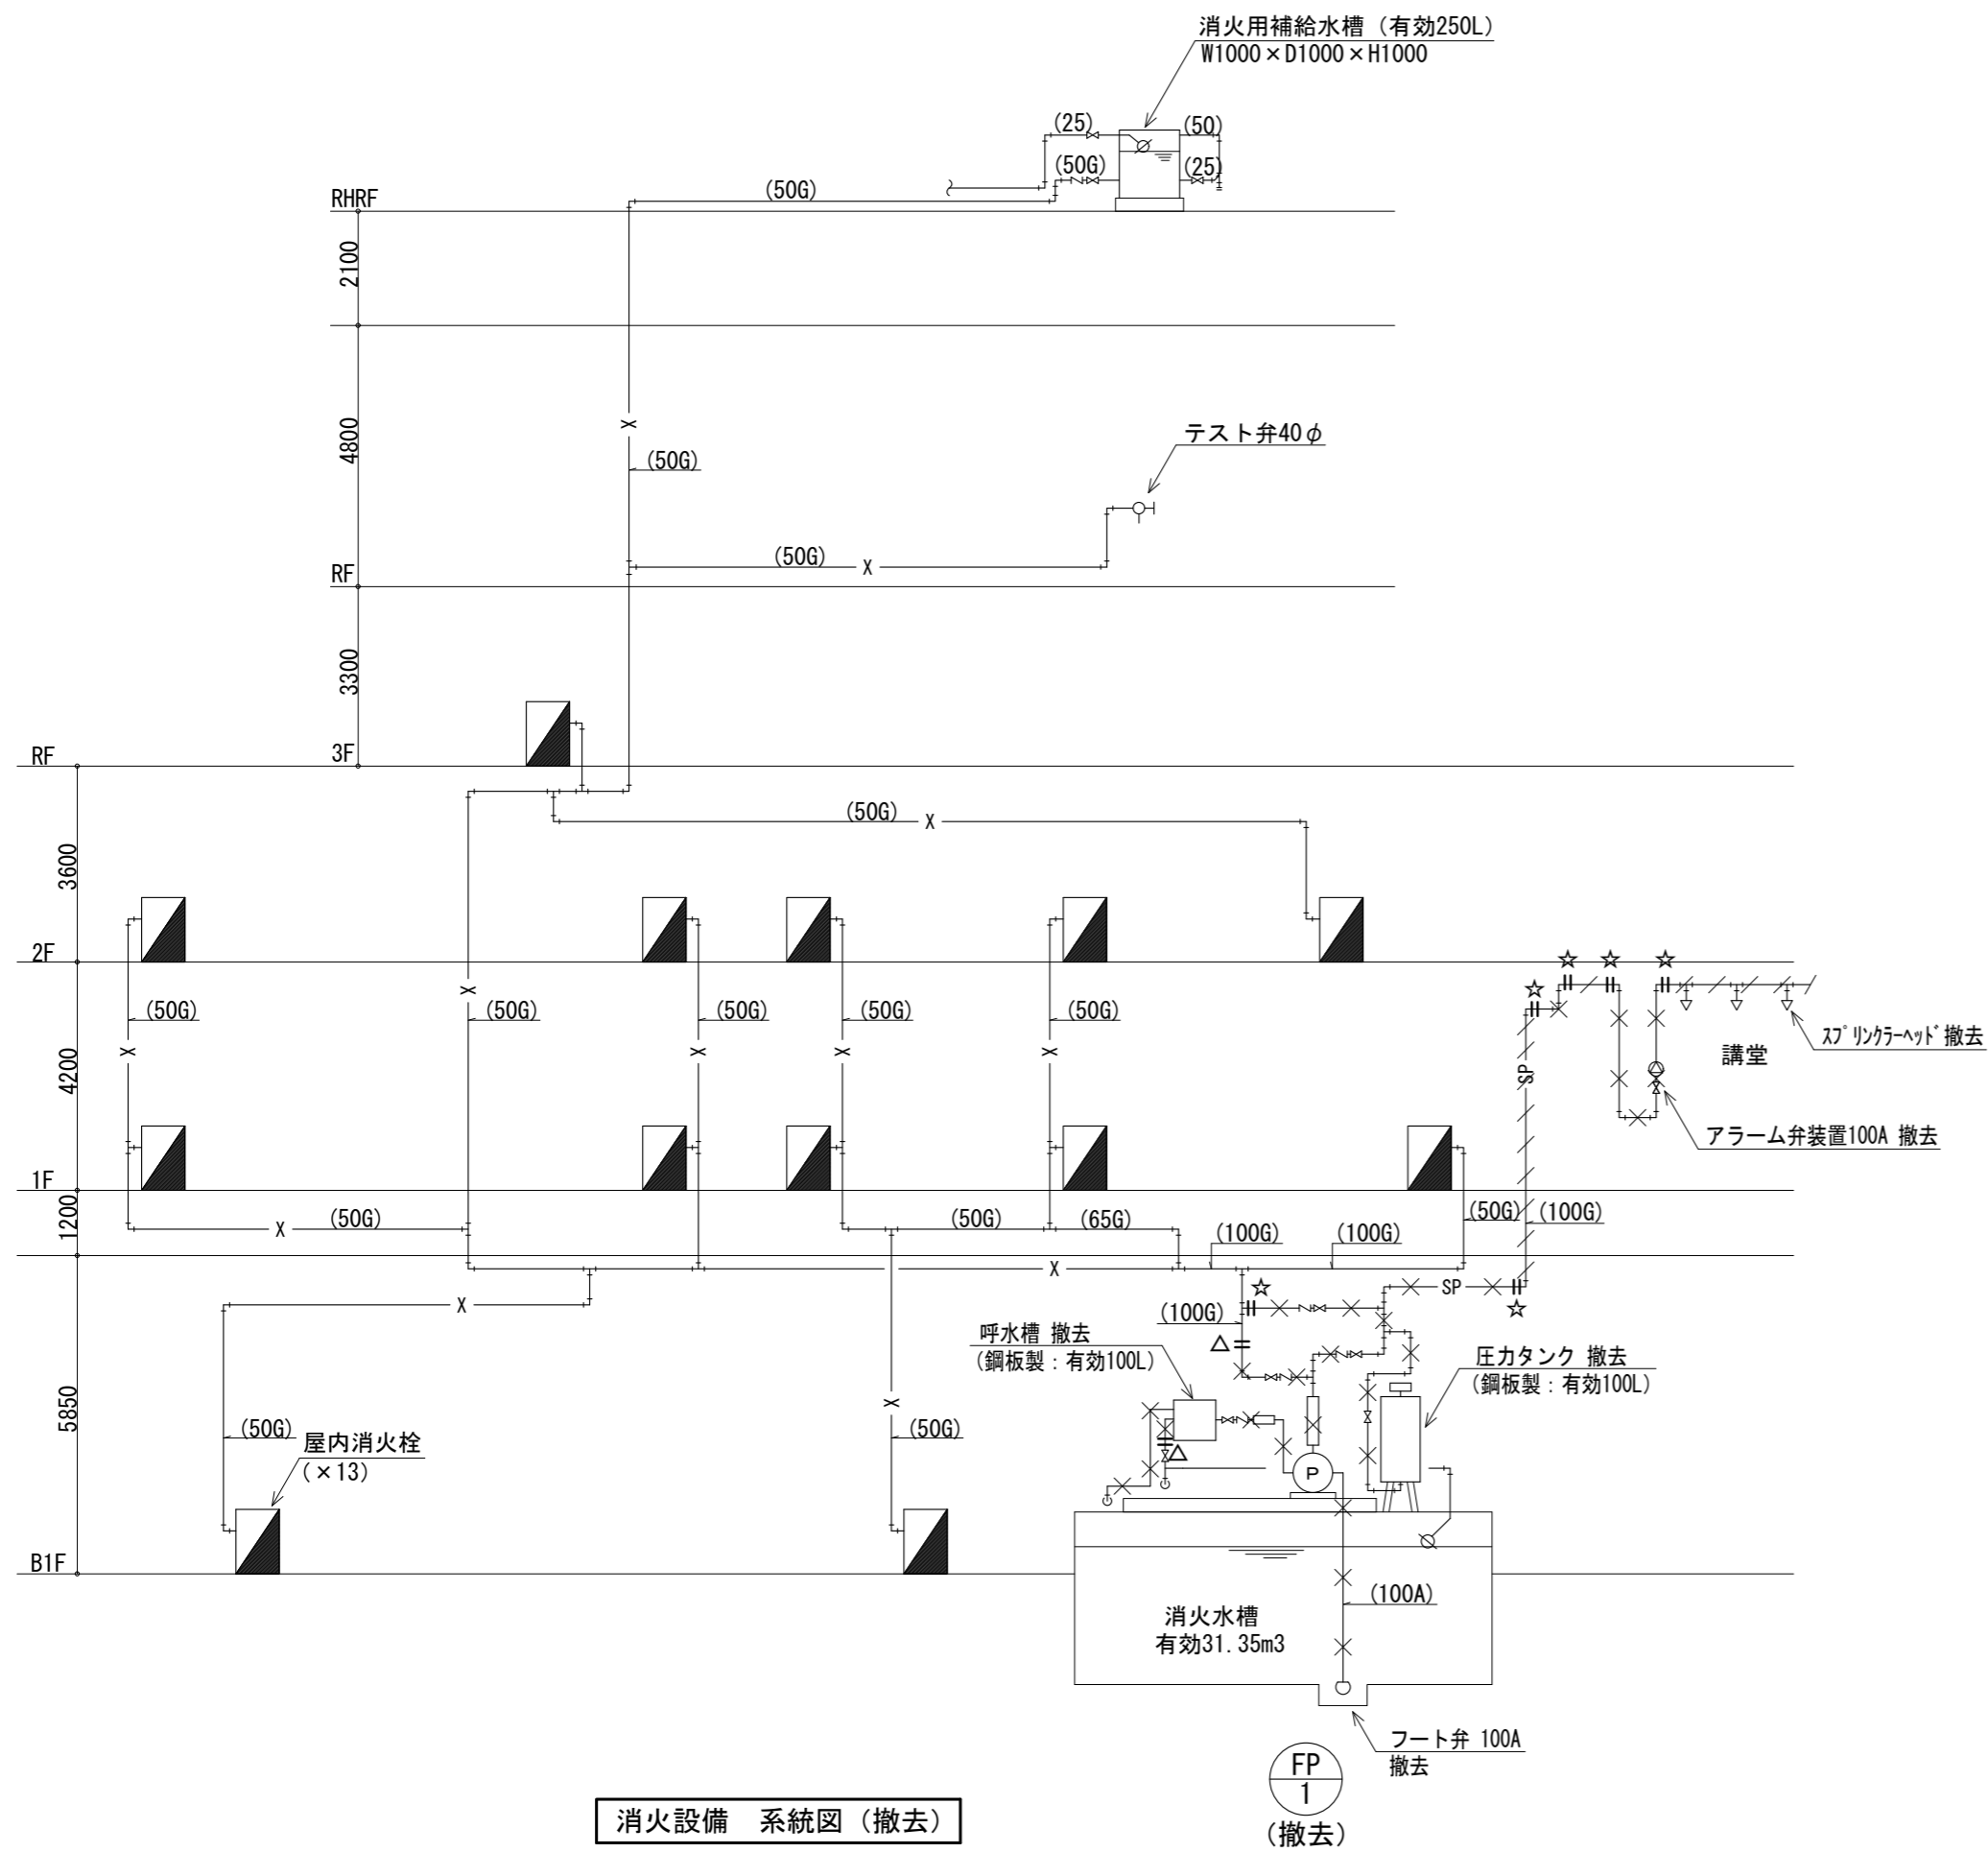 消火用補給水槽（有効250L）
W1000×D1000×H1000
(25)
(50)
(50G)
(25)
(50G)
RHRF
2100
4800
X
(50G)
テスト弁40φ
(50G)
X
RF
3300
3F
RF
3600
(50G)
X
2F
4200
X
(50G)
(50G)
(50G)
(50G)
(50G)
X
X
X
X
SP
スプリンクラーヘッド撤去
講堂
アラーム弁装置100A 撤去
1F
1200
X
(50G)
(50G)
(65G)
(50G)
(100G)
(100G)
(100G)
X
X
SP
(100G)
呼水槽 撤去
(鋼板製：有効100L)
圧力タンク 撤去
(鋼板製：有効100L)
5850
X
(50G)
(50G)
屋内消火栓
(×13)
P
B1F
(100A)
消火水槽
有効31.35m3
フート弁 100A
撤去
FP
1
(撤去)
消火設備　系統図（撤去）